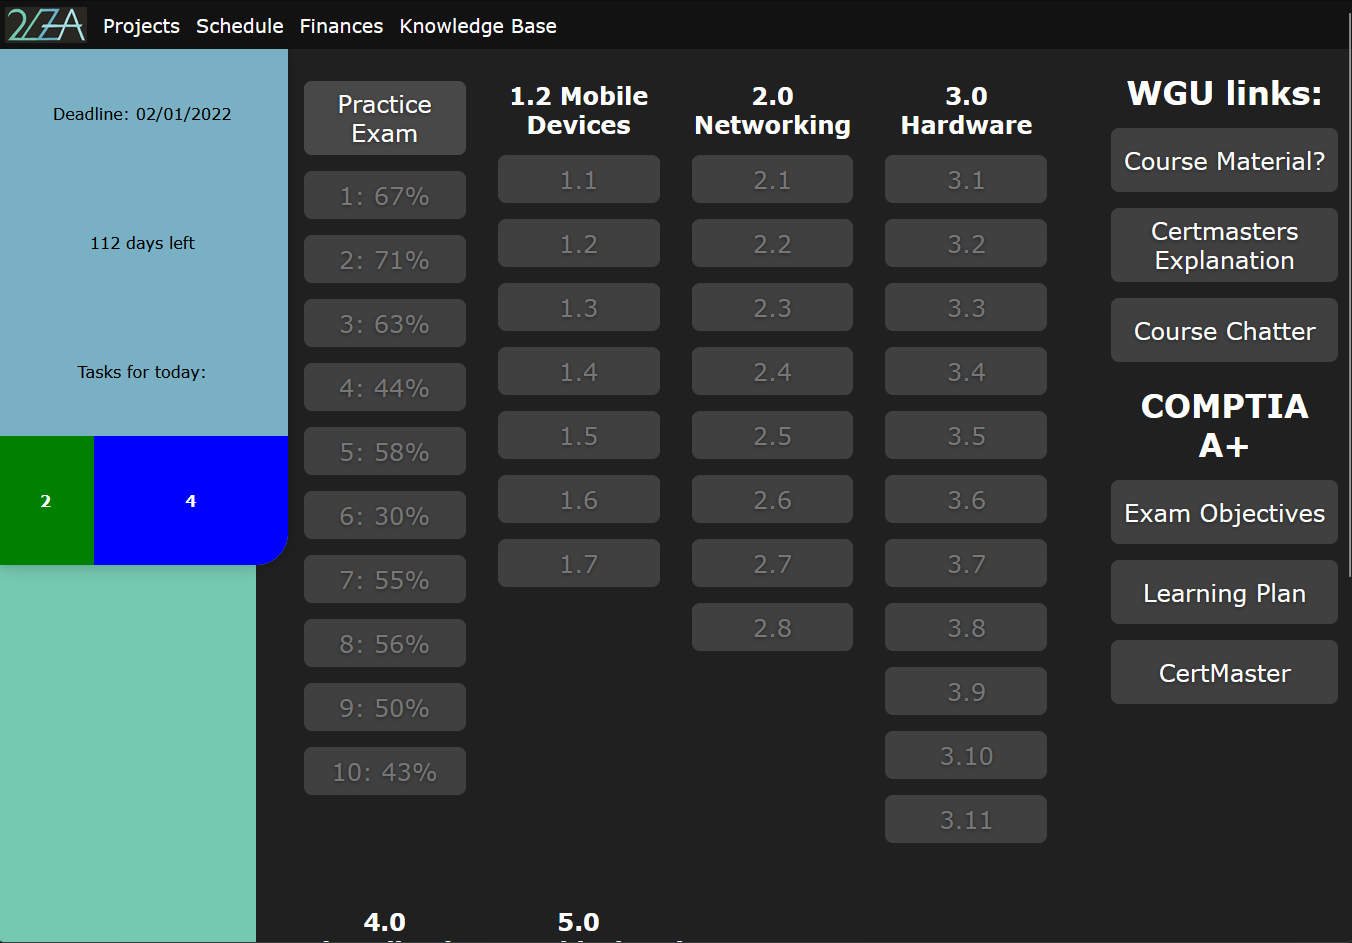 Projects Schedule Finances Knowledge Base
Deadline: 02/01/2022
112 days left
Tasks for today:
2
4
Practice
Exam
1: 67%
2: 71%
3: 63%
4: 44%
5: 58%
6: 30%
7: 55%
8: 56%
9: 50%
10: 43%
1.2 Mobile
Devices
1.1
1.2
1.3
1.4
1.5
1.6
1.7
2.0
Networking
2.1
2.2
2.3
2.4
2.5
2.6
2.7
2.8
3.0
Hardware
3.1
3.2
3.3
3.4
3.5
3.6
3.7
3.8
3.9
3.10
3.11
4.0
5.0
WGU links:
Course Material?
Certmasters
Explanation
Course Chatter
COMPTIA
A+
Exam Objectives
Learning Plan
CertMaster